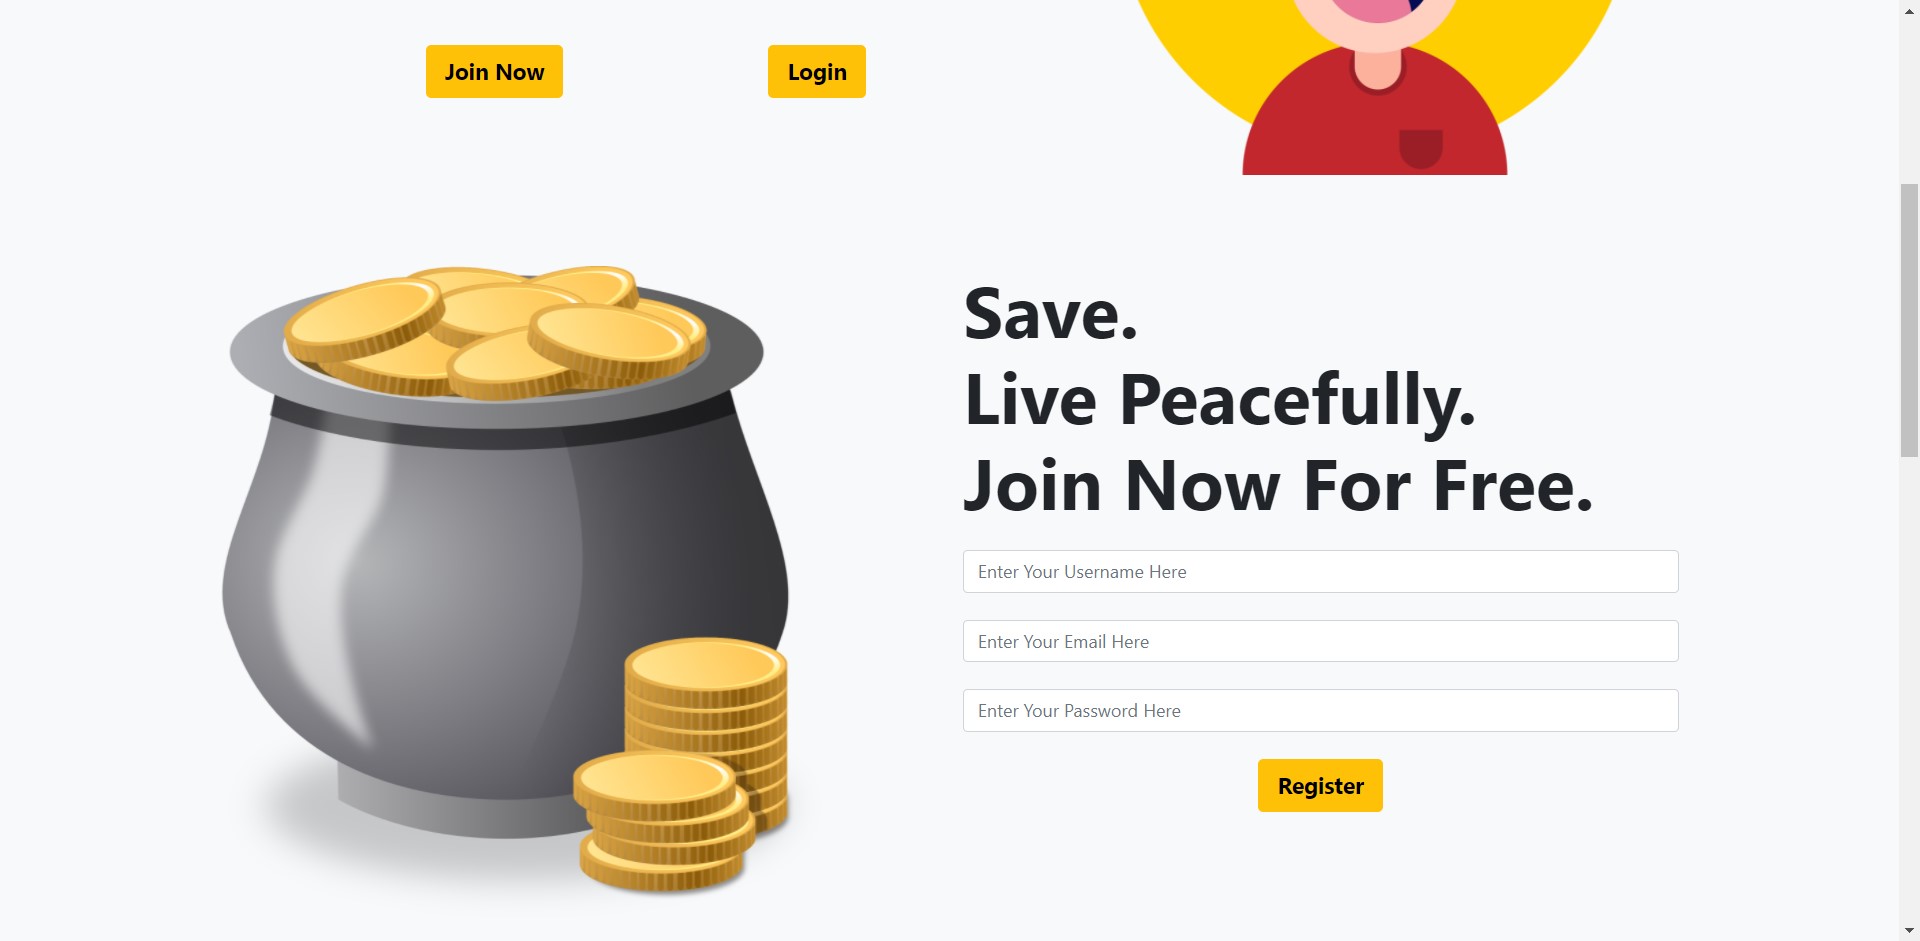 Join Now
Login
Save.
Live Peacefully.
Join Now For Free.
Enter Your Username Here
Enter Your Email Here
Enter Your Password Here
Register